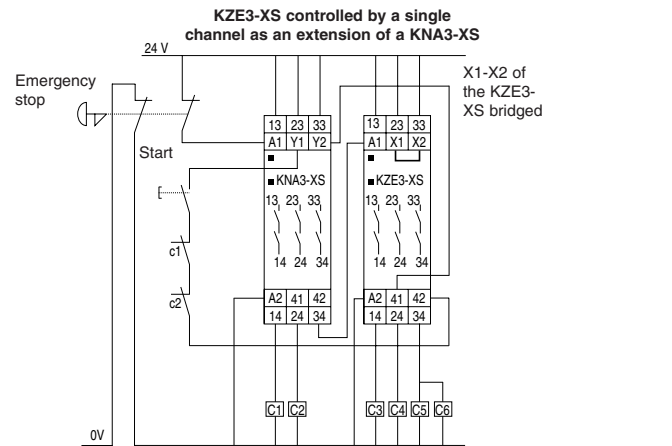 KZE3-XS controlled by a single
channel as an extension of a KNA3-XS
24 V
X1-X2 of
the KZE3-
XS bridged
Emergency
stop
Start
13 23 33
A1 Y1 Y2
KNA3-XS
13 23 33
14 24 34
A2 41 42
14 24 34
13 23 33
A1 X1 X2
KZE3-XS
13 23 33
14 24 34
A2 41 42
14 24 34
c1
c2
C1 C2 C3 C4 C5 C6
0V